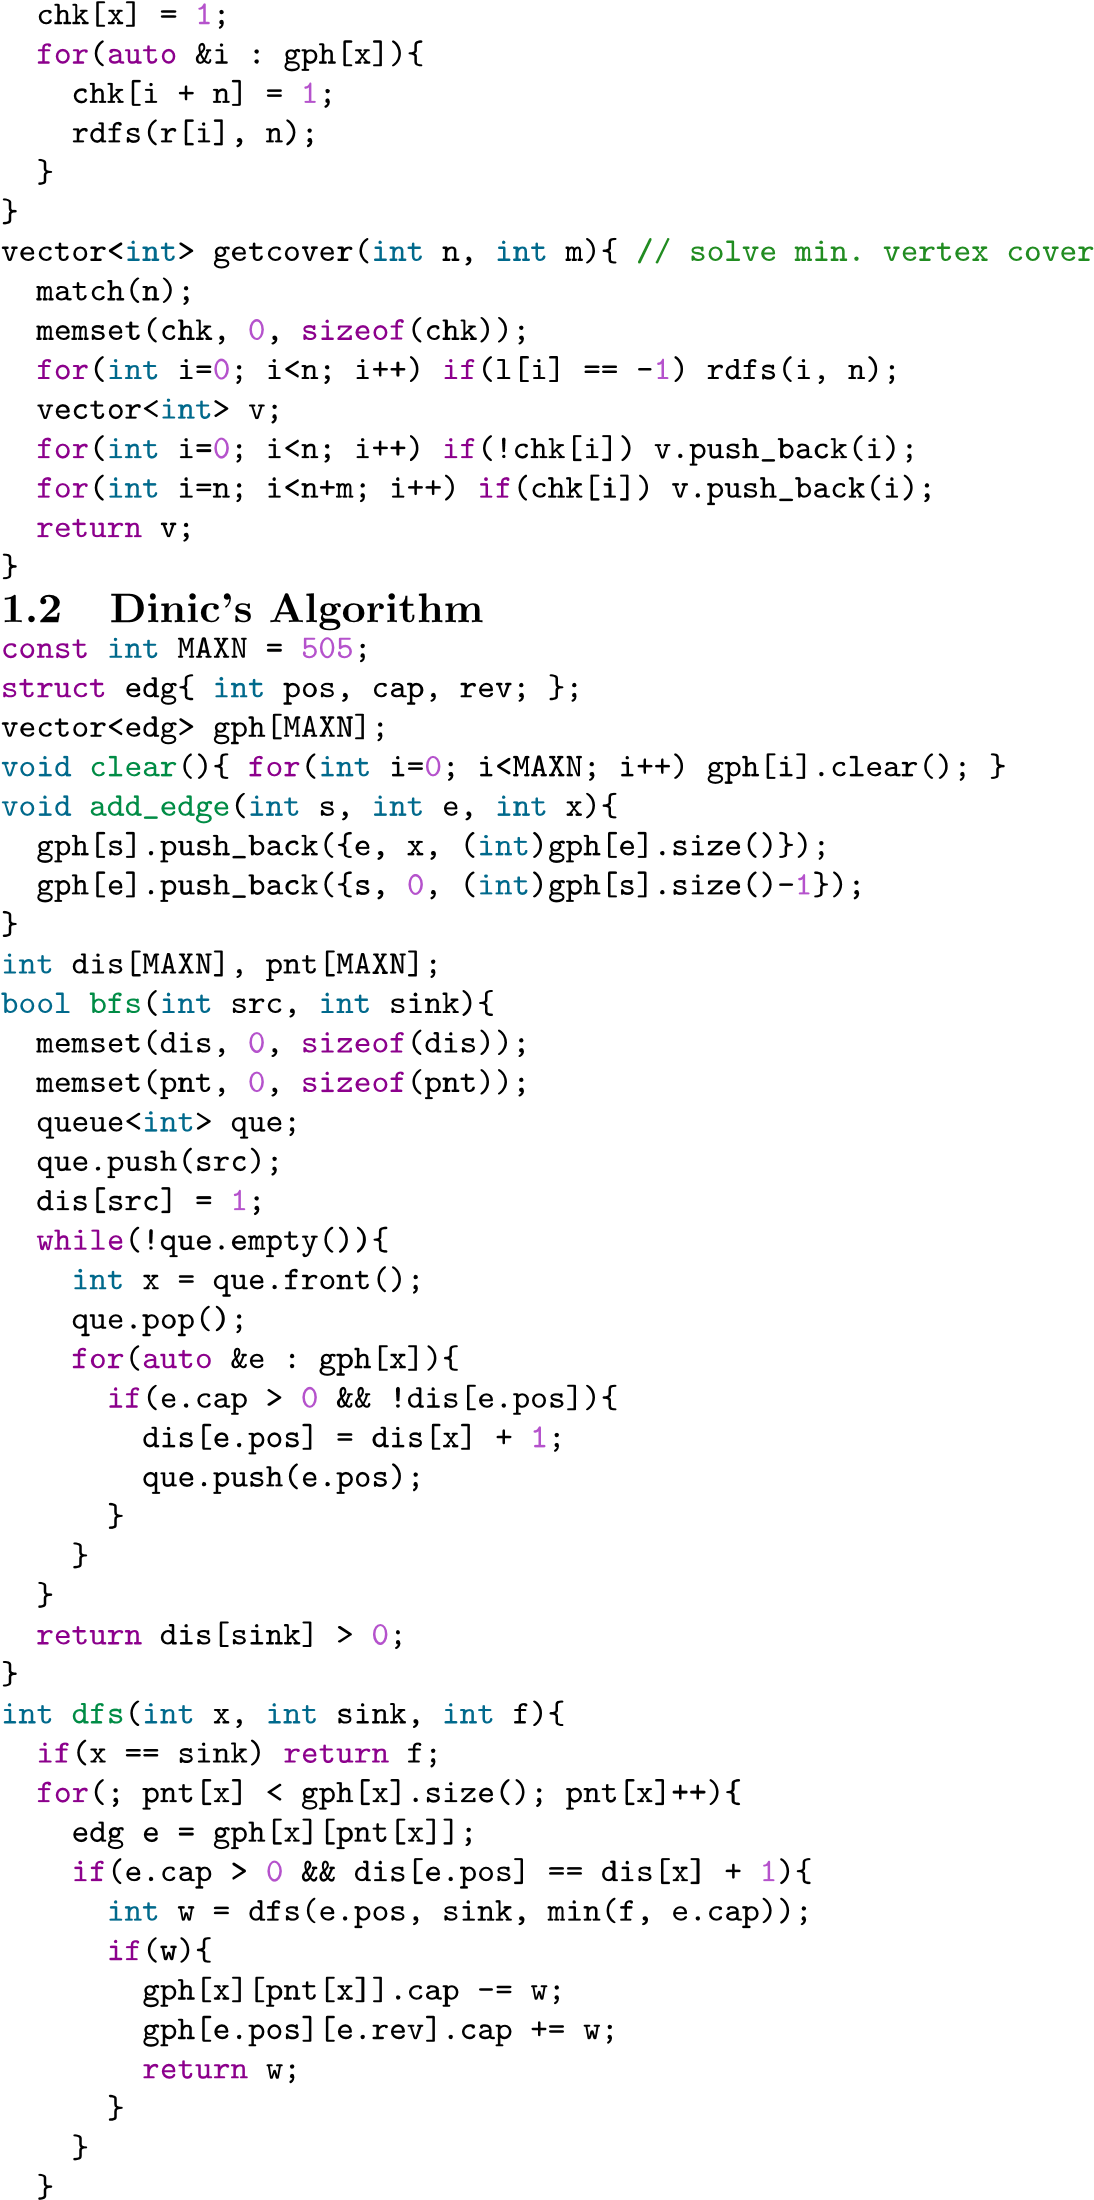 chk[x] = 1;
  for(auto &i : gph[x]){
    chk[i + n] = 1;
    rdfs(r[i], n);
  }
}
vector<int> getcover(int n, int m){ // solve min. vertex cover
  match(n);
  memset(chk, 0, sizeof(chk));
  for(int i=0; i<n; i++) if(l[i] == -1) rdfs(i, n);
  vector<int> v;
  for(int i=0; i<n; i++) if(!chk[i]) v.push_back(i);
  for(int i=n; i<n+m; i++) if(chk[i]) v.push_back(i);
  return v;
}
1.2 Dinic's Algorithm
const int MAXN = 505;
struct edg{ int pos, cap, rev; };
vector<edg> gph[MAXN];
void clear(){ for(int i=0; i<MAXN; i++) gph[i].clear(); }
void add_edge(int s, int e, int x){
  gph[s].push_back({e, x, (int)gph[e].size()});
  gph[e].push_back({s, 0, (int)gph[s].size()-1});
}
int dis[MAXN], pnt[MAXN];
bool bfs(int src, int sink){
  memset(dis, 0, sizeof(dis));
  memset(pnt, 0, sizeof(pnt));
  queue<int> que;
  que.push(src);
  dis[src] = 1;
  while(!que.empty()){
    int x = que.front();
    que.pop();
    for(auto &e : gph[x]){
      if(e.cap > 0 && !dis[e.pos]){
        dis[e.pos] = dis[x] + 1;
        que.push(e.pos);
      }
    }
  }
  return dis[sink] > 0;
}
int dfs(int x, int sink, int f){
  if(x == sink) return f;
  for(; pnt[x] < gph[x].size(); pnt[x]++){
    edg e = gph[x][pnt[x]];
    if(e.cap > 0 && dis[e.pos] == dis[x] + 1){
      int w = dfs(e.pos, sink, min(f, e.cap));
      if(w){
        gph[x][pnt[x]].cap -= w;
        gph[e.pos][e.rev].cap += w;
        return w;
      }
    }
  }